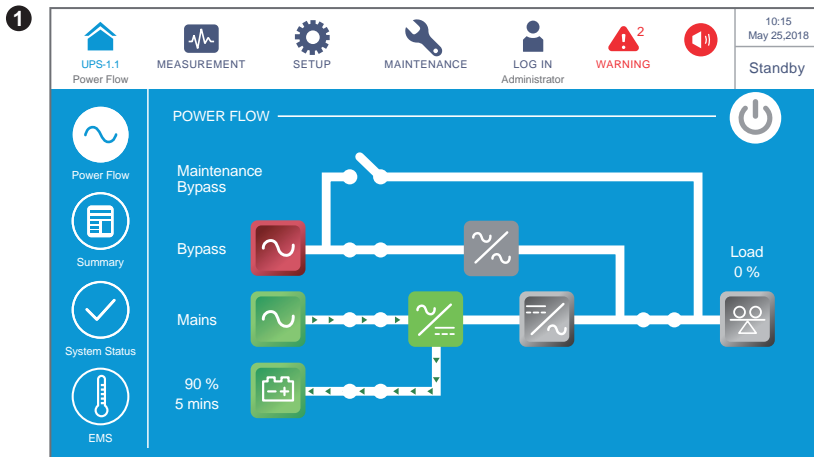 1
UPS-1.1
Power Flow
MEASUREMENT
SETUP
MAINTENANCE
LOG IN
Administrator
2
WARNING
10:15
May 25,2018
Standby
POWER FLOW
Power Flow
Summary
System Status
EMS
Maintenance
Bypass
Bypass
Mains
90 %
5 mins
Load
0 %